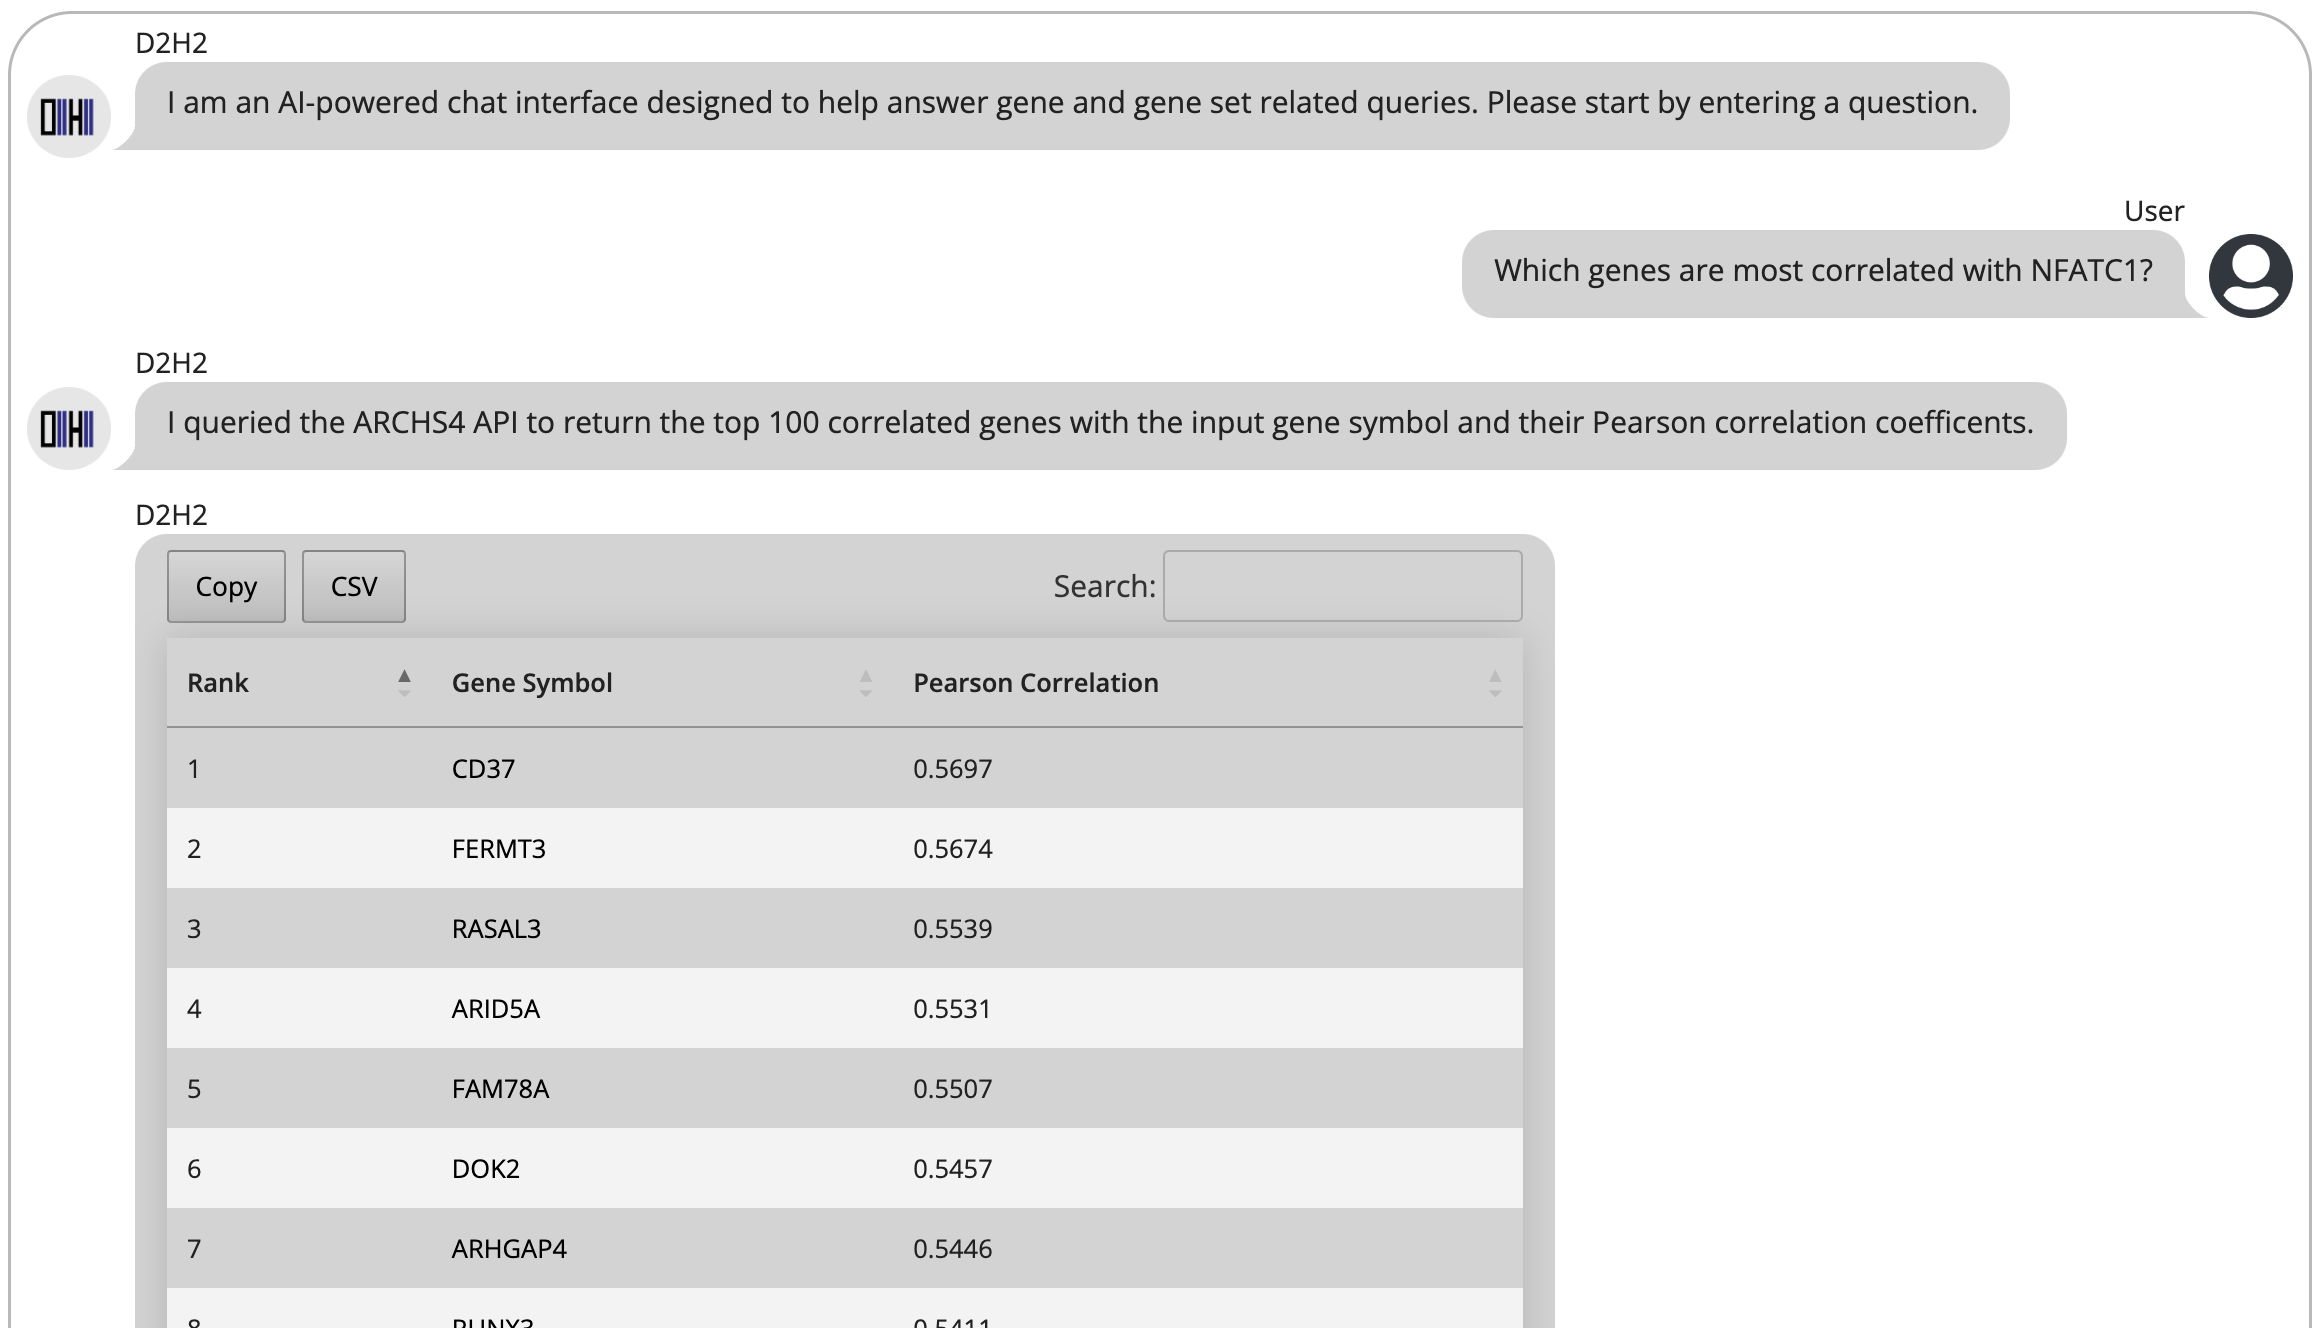 D2H2
I am an AI-powered chat interface designed to help answer gene and gene set related queries. Please start by entering a question.
User
Which genes are most correlated with NFATC1?
D2H2
I queried the ARCHS4 API to return the top 100 correlated genes with the input gene symbol and their Pearson correlation coefficents.
D2H2
Copy CSV Search:
Rank Gene Symbol Pearson Correlation
1 CD37 0.5697
2 FERMT3 0.5674
3 RASAL3 0.5539
4 ARID5A 0.5531
5 FAM78A 0.5507
6 DOK2 0.5457
7 ARHGAP4 0.5446
8 RUNX3 0.5411